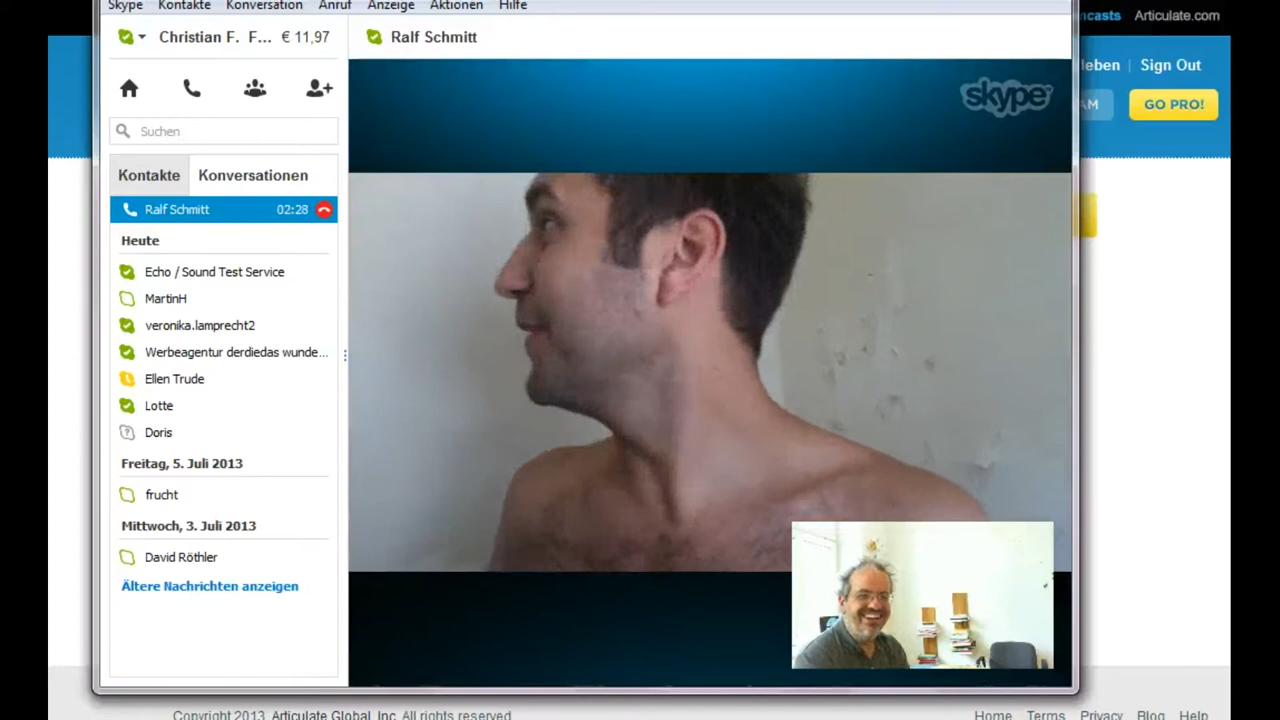 Skype Kontakte Konversation Anruf Anzeige Aktionen Hilfe
ncasts Articulate.com
Christian F. F... € 11,97
Ralf Schmitt
leben | Sign Out
AM GO PRO!
skype
Suchen
Kontakte Konversationen
Ralf Schmitt 02:28
Heute
Echo / Sound Test Service
MartinH
veronika.lamprecht2
Werbeagentur derdiedas wunde...
Ellen Trude
Lotte
Doris
Freitag, 5. Juli 2013
frucht
Mittwoch, 3. Juli 2013
David Röthler
Ältere Nachrichten anzeigen
Copyright 2013 Articulate Global, Inc. All rights reserved.
Home Terms Privacy Blog Help